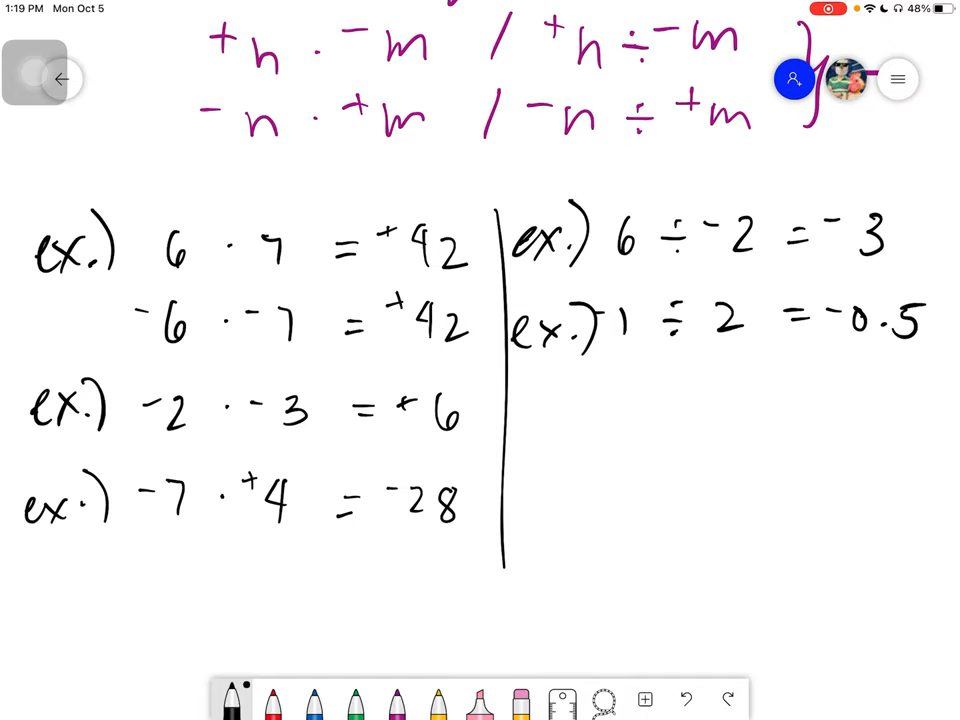 1:19 PM Mon Oct 5
48%
+n · -m / +n ÷ -m
-n · +m / -n ÷ +m
ex.) 6 · 7 = +42
-6 · -7 = +42
ex.) -2 · -3 = +6
ex.) -7 · +4 = -28
ex.) 6 ÷ -2 = -3
ex.) -1 ÷ 2 = -0.5